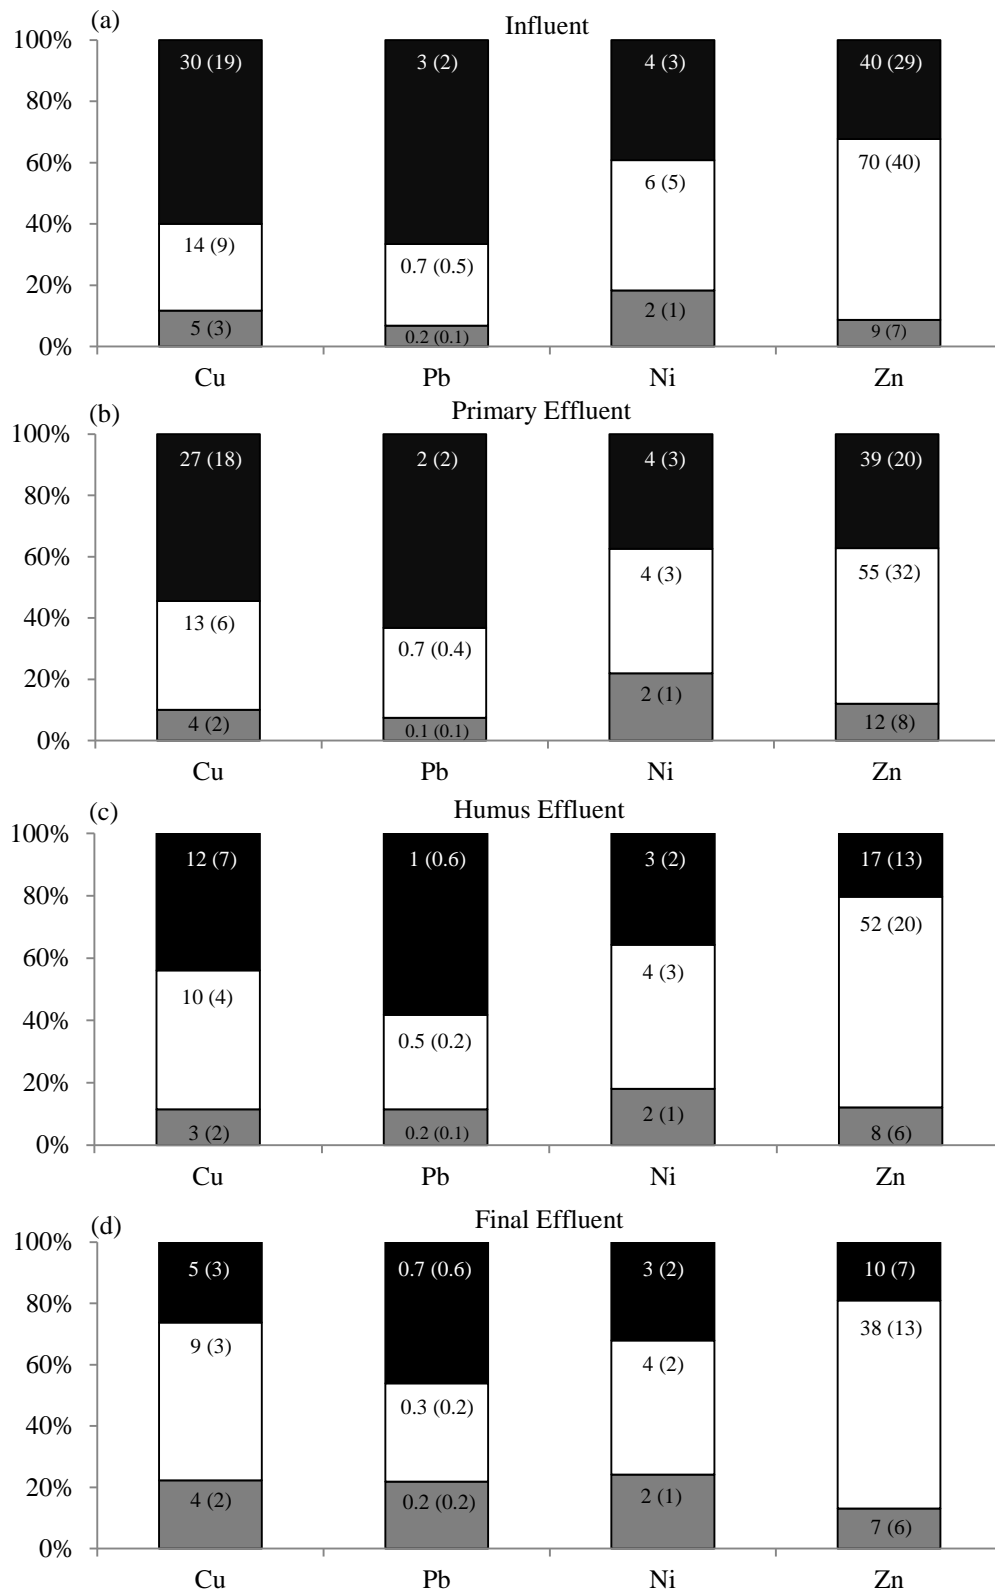 (a)
Influent
100%
30 (19) 3 (2) 4 (3) 40 (29)
80%
60%
6 (5) 70 (40)
40%
14 (9) 0.7 (0.5)
20%
5 (3) 0.2 (0.1) 2 (1) 9 (7)
0%
Cu Pb Ni Zn
(b)
Primary Effluent
100%
27 (18) 2 (2) 4 (3) 39 (20)
80%
60%
4 (3) 55 (32)
40%
13 (6) 0.7 (0.4)
20%
4 (2) 0.1 (0.1) 2 (1) 12 (8)
0%
Cu Pb Ni Zn
(c)
Humus Effluent
100%
12 (7) 1 (0.6) 3 (2) 17 (13)
80%
52 (20)
60%
10 (4) 4 (3)
40%
0.5 (0.2)
20%
3 (2) 0.2 (0.1) 2 (1) 8 (6)
0%
Cu Pb Ni Zn
(d)
Final Effluent
100%
5 (3) 0.7 (0.6) 3 (2) 10 (7)
80%
9 (3) 4 (2) 38 (13)
60%
0.3 (0.2)
40%
20%
4 (2) 0.2 (0.2) 2 (1) 7 (6)
0%
Cu Pb Ni Zn